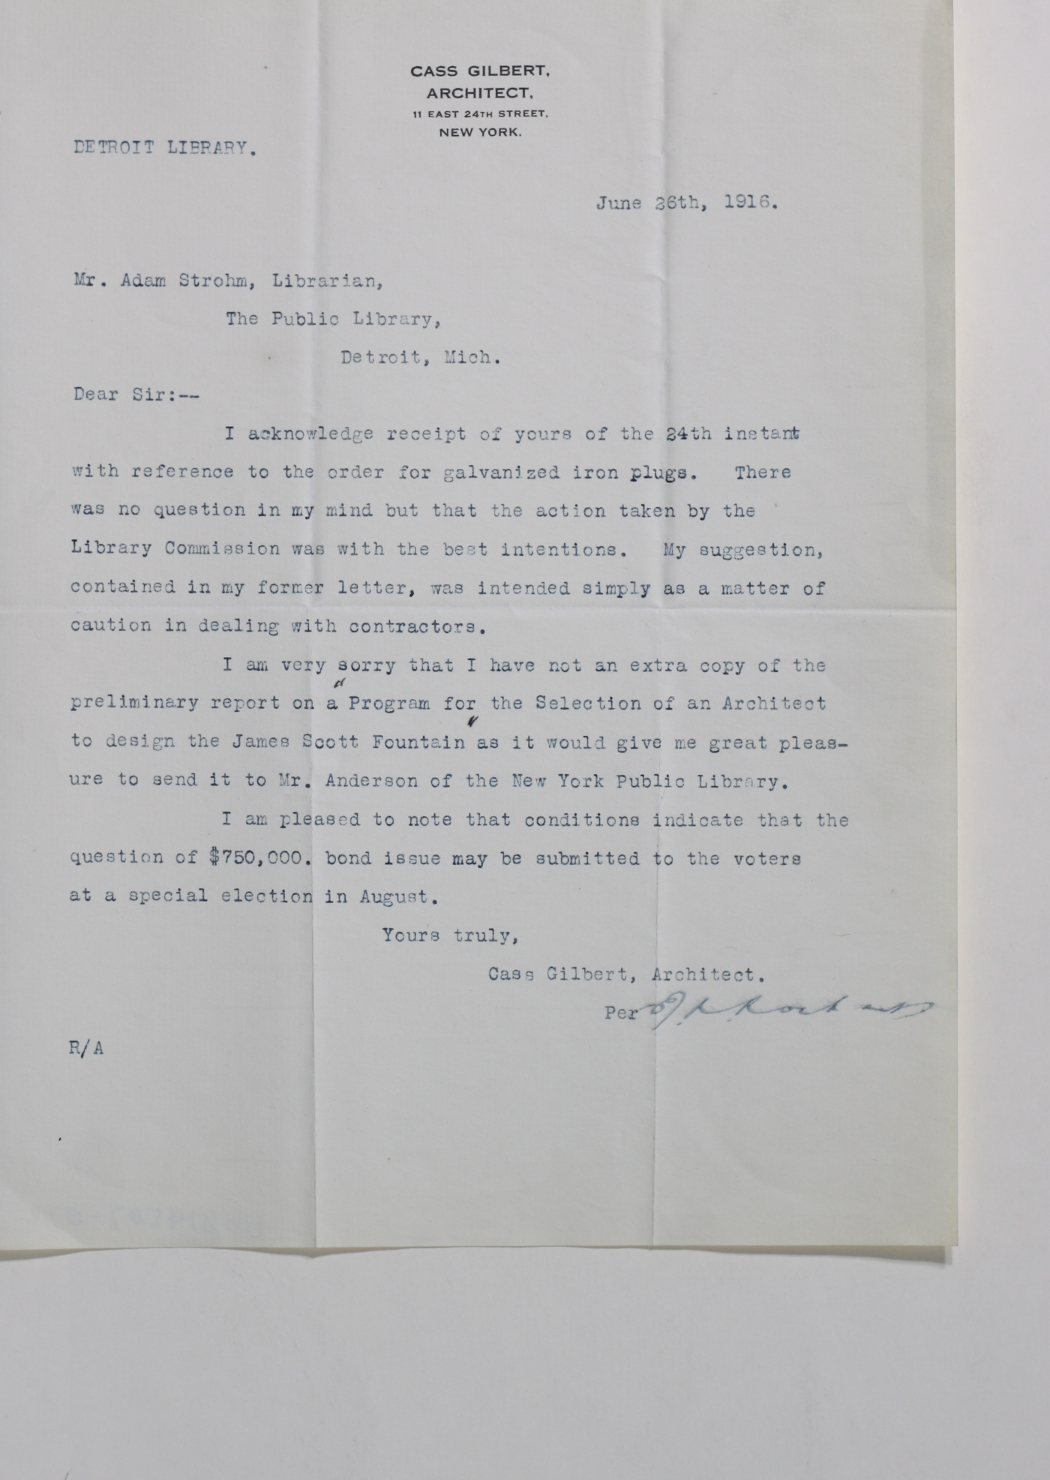 CASS GILBERT,
ARCHITECT,
11 EAST 24TH STREET,
NEW YORK.
DETROIT LIBRARY.
June 26th, 1916.
Mr. Adam Strohm, Librarian,
The Public Library,
Detroit, Mich.
Dear Sir:--
I acknowledge receipt of yours of the 24th instant
with reference to the order for galvanized iron plugs. There
was no question in my mind but that the action taken by the
Library Commission was with the best intentions. My suggestion,
contained in my former letter, was intended simply as a matter of
caution in dealing with contractors.
I am very sorry that I have not an extra copy of the
preliminary report on "a Program for the Selection of an Architect
to design the James Scott Fountain" as it would give me great pleas-
ure to send it to Mr. Anderson of the New York Public Library.
I am pleased to note that conditions indicate that the
question of $750,000. bond issue may be submitted to the voters
at a special election in August.
Yours truly,
Cass Gilbert, Architect.
Per
R/A